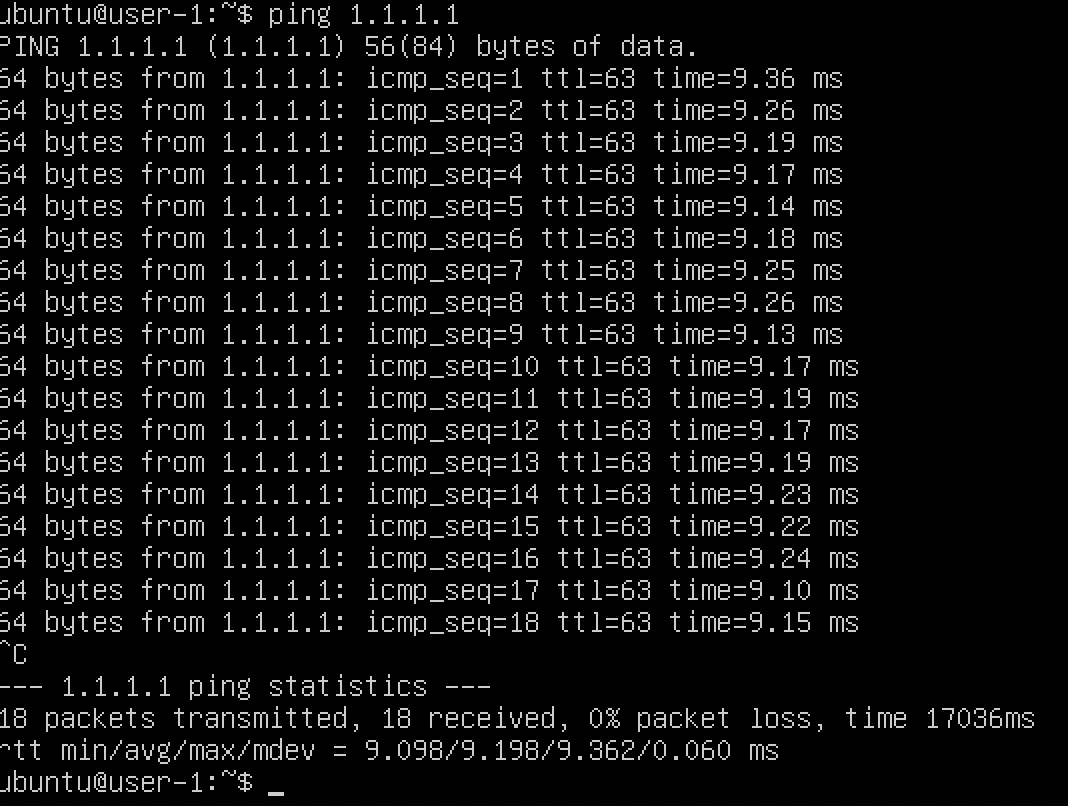 ubuntu@user-1:~$ ping 1.1.1.1
PING 1.1.1.1 (1.1.1.1) 56(84) bytes of data.
64 bytes from 1.1.1.1: icmp_seq=1 ttl=63 time=9.36 ms
64 bytes from 1.1.1.1: icmp_seq=2 ttl=63 time=9.26 ms
64 bytes from 1.1.1.1: icmp_seq=3 ttl=63 time=9.19 ms
64 bytes from 1.1.1.1: icmp_seq=4 ttl=63 time=9.17 ms
64 bytes from 1.1.1.1: icmp_seq=5 ttl=63 time=9.14 ms
64 bytes from 1.1.1.1: icmp_seq=6 ttl=63 time=9.18 ms
64 bytes from 1.1.1.1: icmp_seq=7 ttl=63 time=9.25 ms
64 bytes from 1.1.1.1: icmp_seq=8 ttl=63 time=9.26 ms
64 bytes from 1.1.1.1: icmp_seq=9 ttl=63 time=9.13 ms
64 bytes from 1.1.1.1: icmp_seq=10 ttl=63 time=9.17 ms
64 bytes from 1.1.1.1: icmp_seq=11 ttl=63 time=9.19 ms
64 bytes from 1.1.1.1: icmp_seq=12 ttl=63 time=9.17 ms
64 bytes from 1.1.1.1: icmp_seq=13 ttl=63 time=9.19 ms
64 bytes from 1.1.1.1: icmp_seq=14 ttl=63 time=9.23 ms
64 bytes from 1.1.1.1: icmp_seq=15 ttl=63 time=9.22 ms
64 bytes from 1.1.1.1: icmp_seq=16 ttl=63 time=9.24 ms
64 bytes from 1.1.1.1: icmp_seq=17 ttl=63 time=9.10 ms
64 bytes from 1.1.1.1: icmp_seq=18 ttl=63 time=9.15 ms
^C
--- 1.1.1.1 ping statistics ---
18 packets transmitted, 18 received, 0% packet loss, time 17036ms
rtt min/avg/max/mdev = 9.098/9.198/9.362/0.060 ms
ubuntu@user-1:~$ _